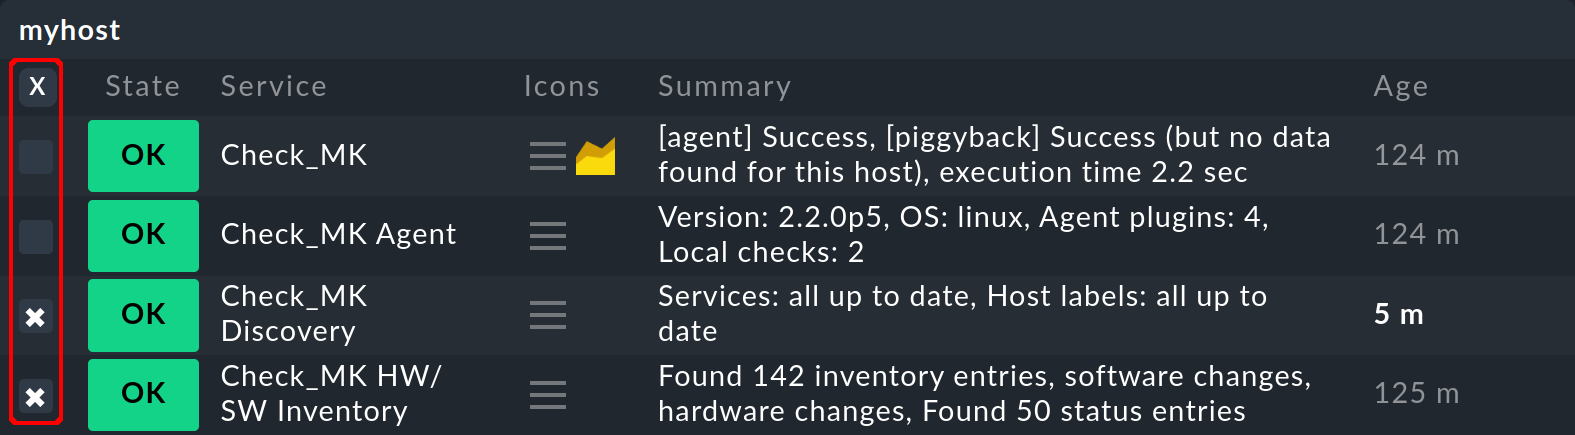 myhost
X State Service Icons Summary Age
OK Check_MK [agent] Success, [piggyback] Success (but no data 124 m
found for this host), execution time 2.2 sec
OK Check_MK Agent Version: 2.2.0p5, OS: linux, Agent plugins: 4, 124 m
Local checks: 2
OK Check_MK Services: all up to date, Host labels: all up to 5 m
Discovery date
OK Check_MK HW/ Found 142 inventory entries, software changes, 125 m
SW Inventory hardware changes, Found 50 status entries